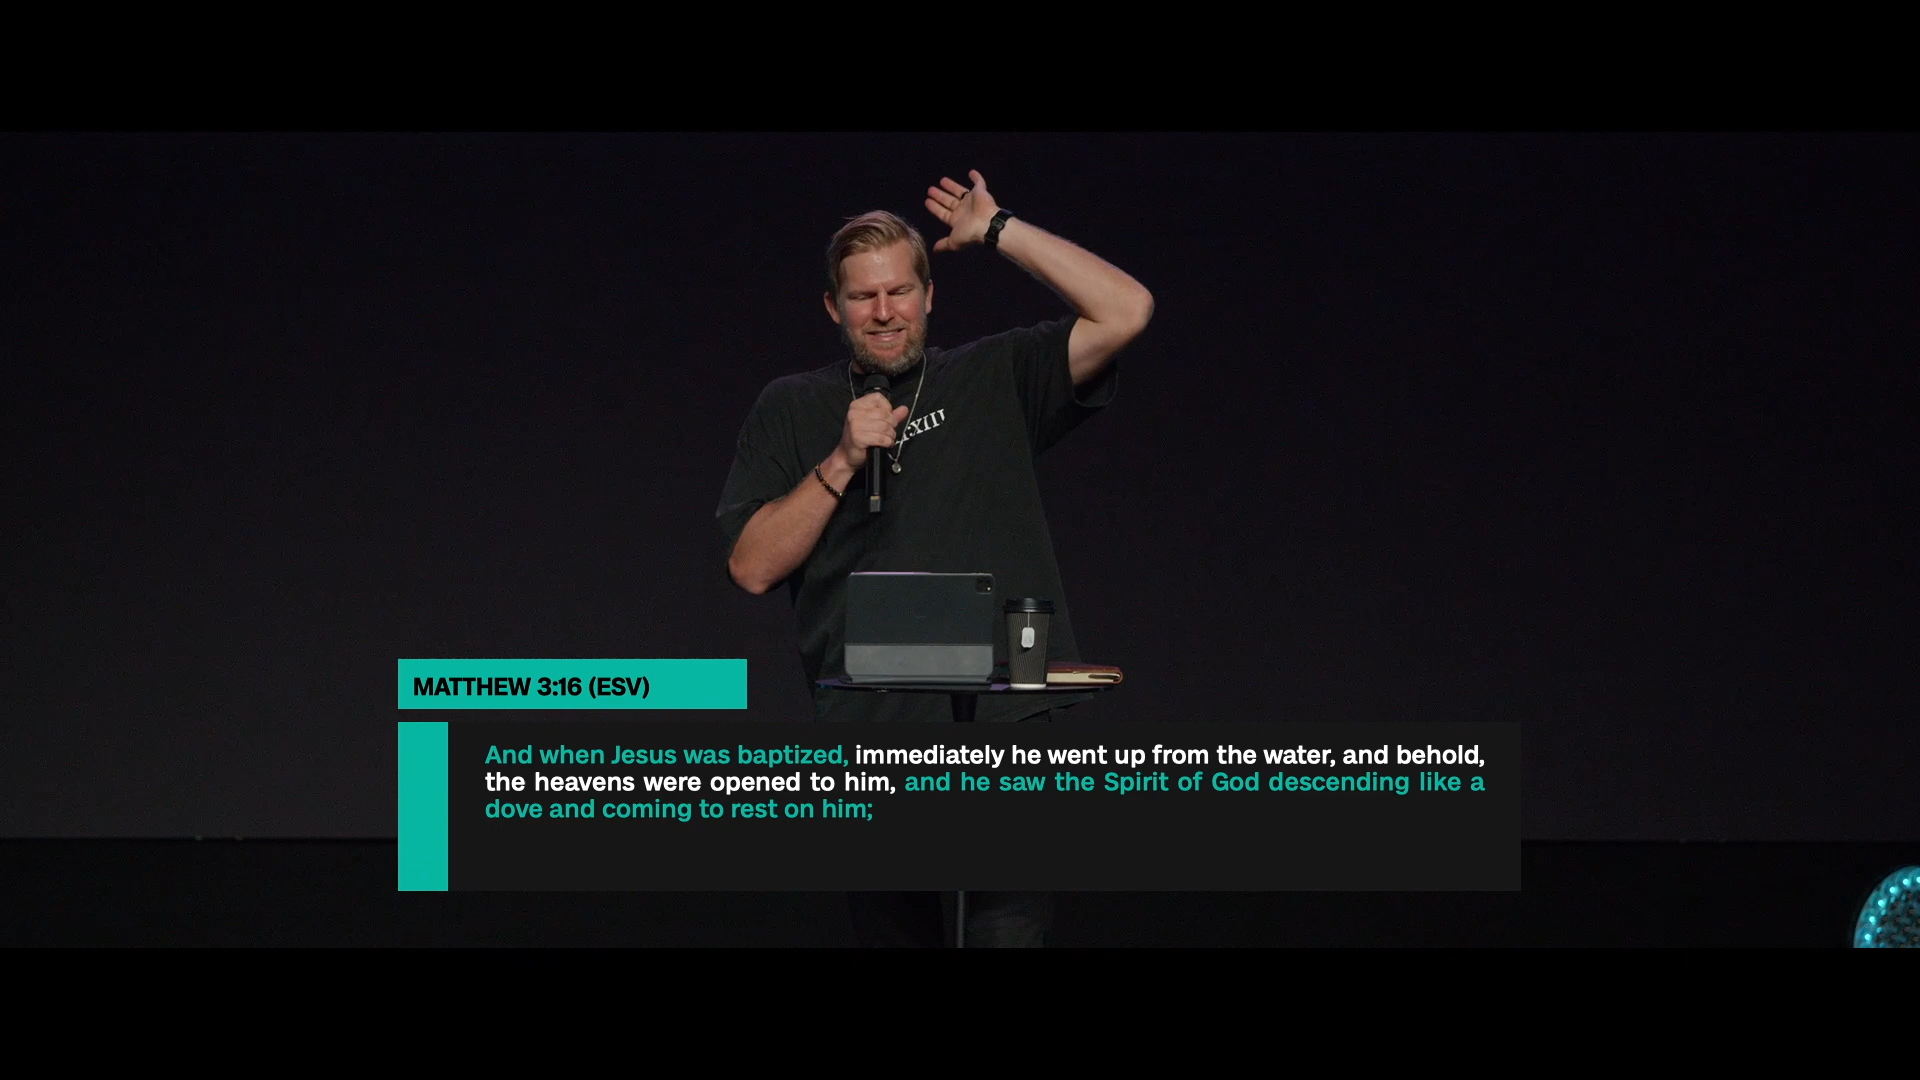 XIII
MATTHEW 3:16 (ESV)
And when Jesus was baptized, immediately he went up from the water, and behold,
the heavens were opened to him, and he saw the Spirit of God descending like a
dove and coming to rest on him;